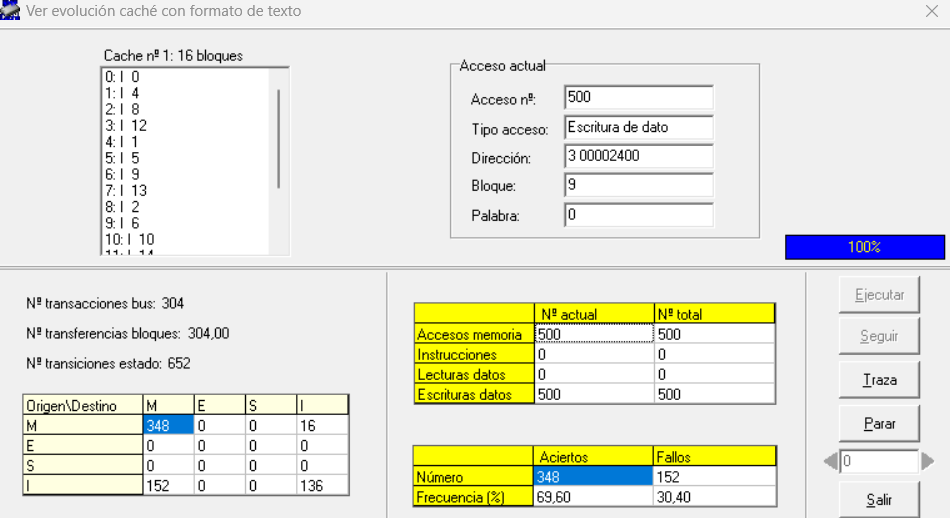 Ver evolución caché con formato de texto
Cache nº 1: 16 bloques
0: I 0
1: I 4
2: I 8
3: I 12
4: I 1
5: I 5
6: I 9
7: I 13
8: I 2
9: I 6
10: I 10
11: I 14
Acceso actual
Acceso nº: 500
Tipo acceso: Escritura de dato
Dirección: 3 00002400
Bloque: 9
Palabra: 0
100%
Nº transacciones bus: 304
Nº transferencias bloques: 304,00
Nº transiciones estado: 652
Origen\Destino M E S I
M 348 0 0 16
E 0 0 0 0
S 0 0 0 0
I 152 0 0 136
Nº actual Nº total
Accesos memoria 500 500
Instrucciones 0 0
Lecturas datos 0 0
Escrituras datos 500 500
Aciertos Fallos
Número 348 152
Frecuencia (%) 69,60 30,40
Ejecutar
Seguir
Traza
Parar
0
Salir